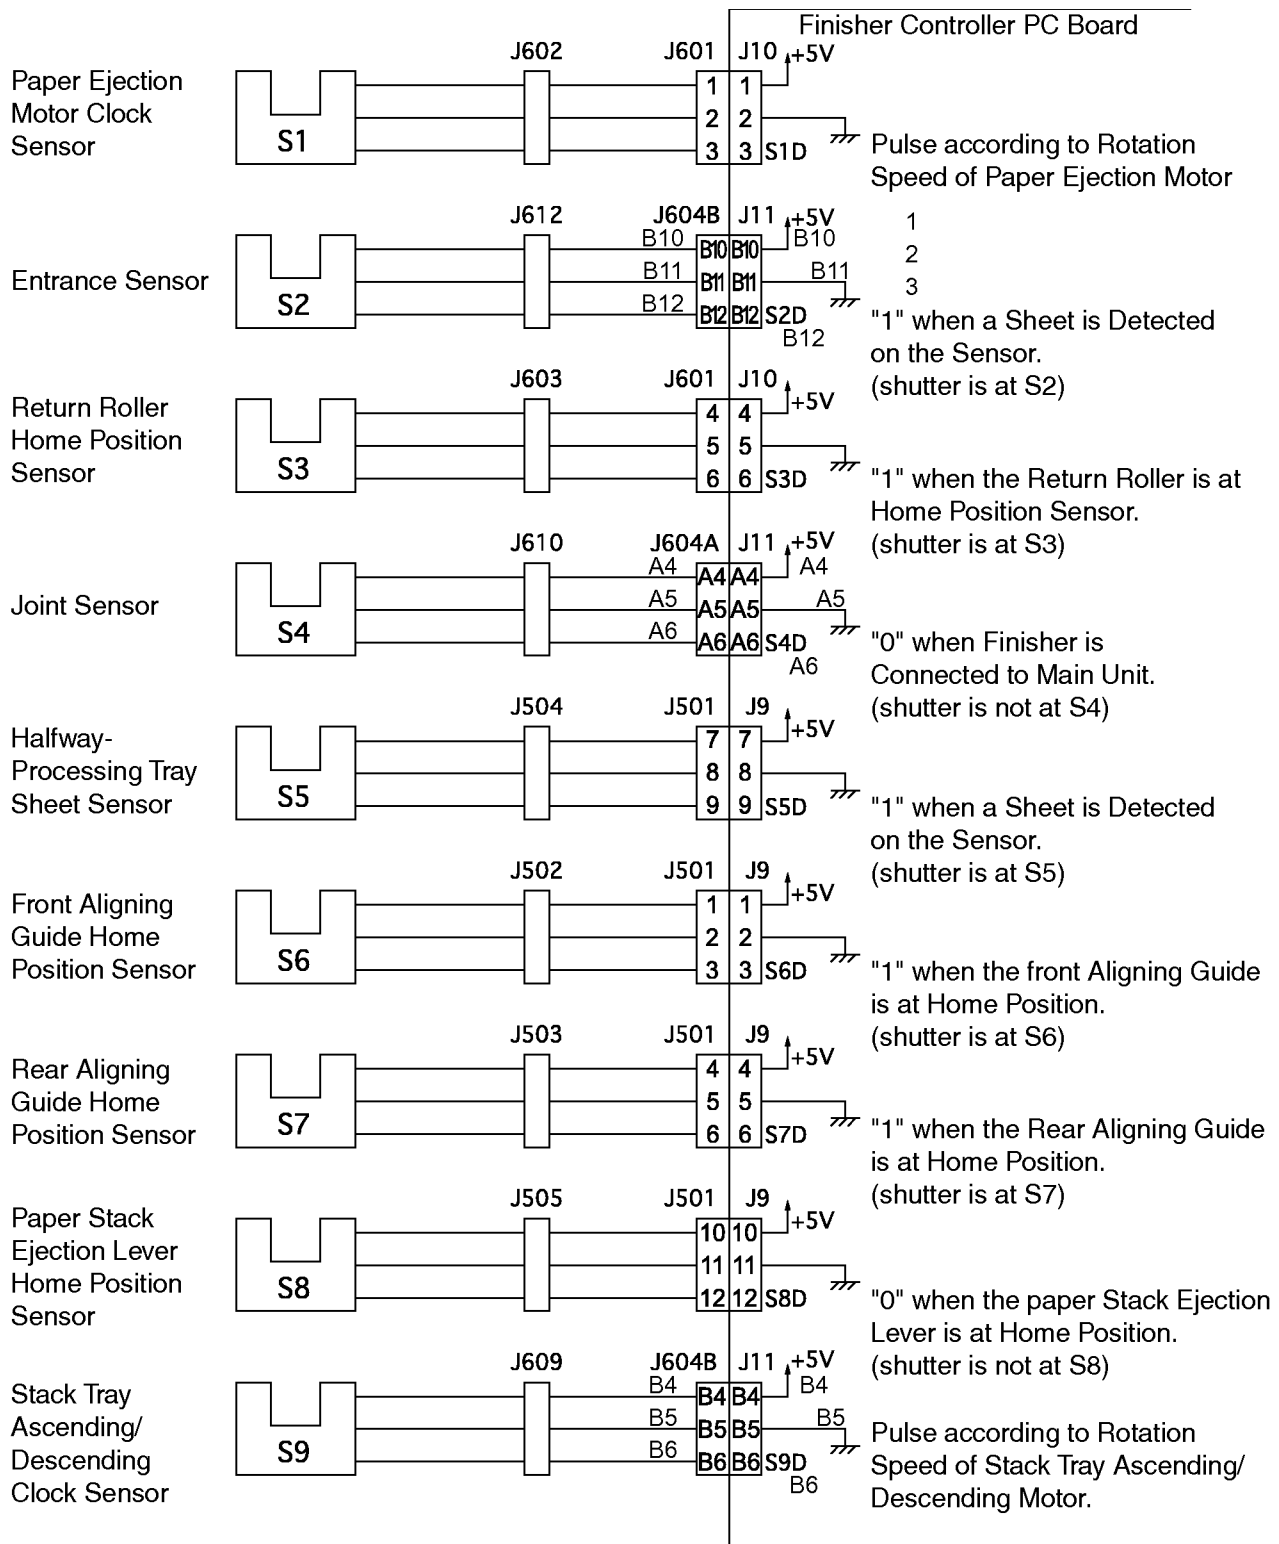 Finisher Controller PC Board
J602 J601 J10 +5V
Paper Ejection
Motor Clock
Sensor
S1
1 1
2 2
3 3 S1D
Pulse according to Rotation
Speed of Paper Ejection Motor
1
2
3
J612 J604B J11 +5V
Entrance Sensor
S2
B10 B10 B10 B10
B11 B11 B11 B11
B12 B12 B12 S2D
B12
"1" when a Sheet is Detected
on the Sensor.
(shutter is at S2)
J603 J601 J10
+5V
Return Roller
Home Position
Sensor
S3
4 4
5 5
6 6 S3D
"1" when the Return Roller is at
Home Position Sensor.
(shutter is at S3)
J610 J604A J11 +5V
Joint Sensor
S4
A4 A4 A4 A4
A5 A5 A5 A5
A6 A6 A6 S4D
A6
"0" when Finisher is
Connected to Main Unit.
(shutter is not at S4)
J504 J501 J9
+5V
Halfway-
Processing Tray
Sheet Sensor
S5
7 7
8 8
9 9 S5D
"1" when a Sheet is Detected
on the Sensor.
(shutter is at S5)
J502 J501 J9
+5V
Front Aligning
Guide Home
Position Sensor
S6
1 1
2 2
3 3 S6D
"1" when the front Aligning Guide
is at Home Position.
(shutter is at S6)
J503 J501 J9
+5V
Rear Aligning
Guide Home
Position Sensor
S7
4 4
5 5
6 6 S7D
"1" when the Rear Aligning Guide
is at Home Position.
(shutter is at S7)
J505 J501 J9
+5V
Paper Stack
Ejection Lever
Home Position
Sensor
S8
10 10
11 11
12 12 S8D
"0" when the paper Stack Ejection
Lever is at Home Position.
(shutter is not at S8)
J609 J604B J11 +5V
Stack Tray
Ascending/
Descending
Clock Sensor
S9
B4 B4 B4 B4
B5 B5 B5 B5
B6 B6 B6 S9D
B6
Pulse according to Rotation
Speed of Stack Tray Ascending/
Descending Motor.